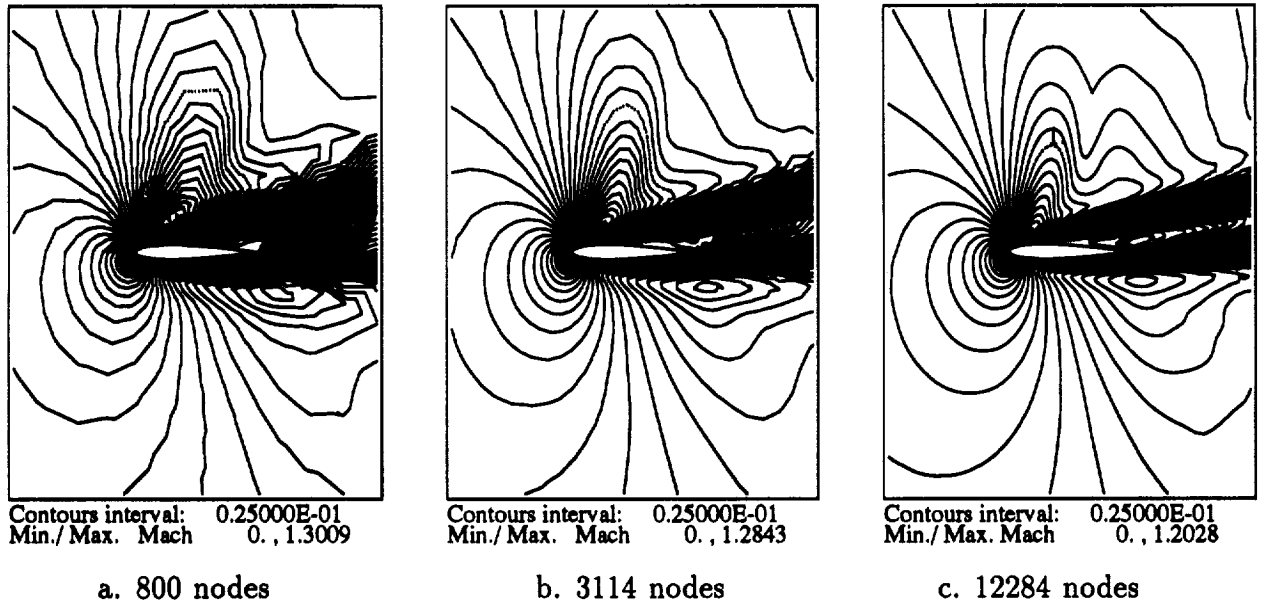 Contours interval: 0.25000E-01
Min./ Max. Mach 0. , 1.3009
a. 800 nodes
Contours interval: 0.25000E-01
Min./ Max. Mach 0. , 1.2843
b. 3114 nodes
Contours interval: 0.25000E-01
Min./ Max. Mach 0. , 1.2028
c. 12284 nodes